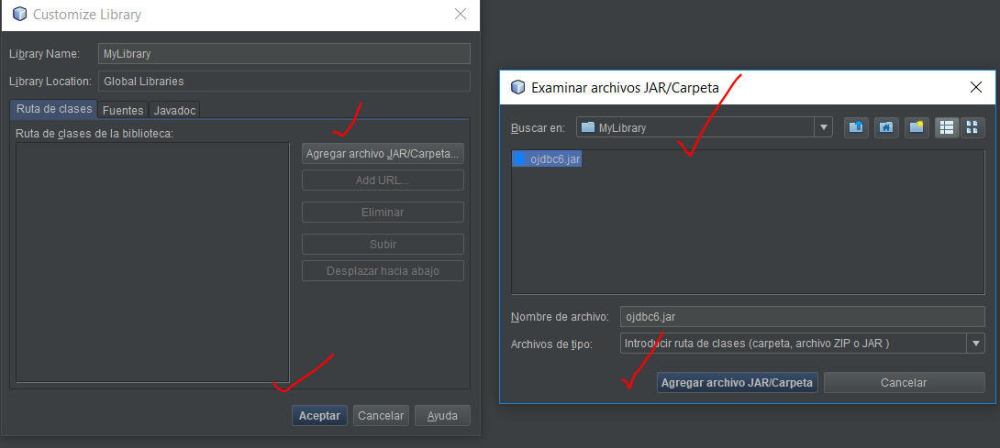 Customize Library
Library Name: MyLibrary
Library Location: Global Libraries
Ruta de clases Fuentes Javadoc
Ruta de clases de la biblioteca:
Agregar archivo JAR/Carpeta...
Add URL...
Eliminar
Subir
Desplazar hacia abajo
Aceptar Cancelar Ayuda
Examinar archivos JAR/Carpeta
Buscar en: MyLibrary
ojdbc6.jar
Nombre de archivo: ojdbc6.jar
Archivos de tipo: Introducir ruta de clases (carpeta, archivo ZIP o JAR )
Agregar archivo JAR/Carpeta Cancelar